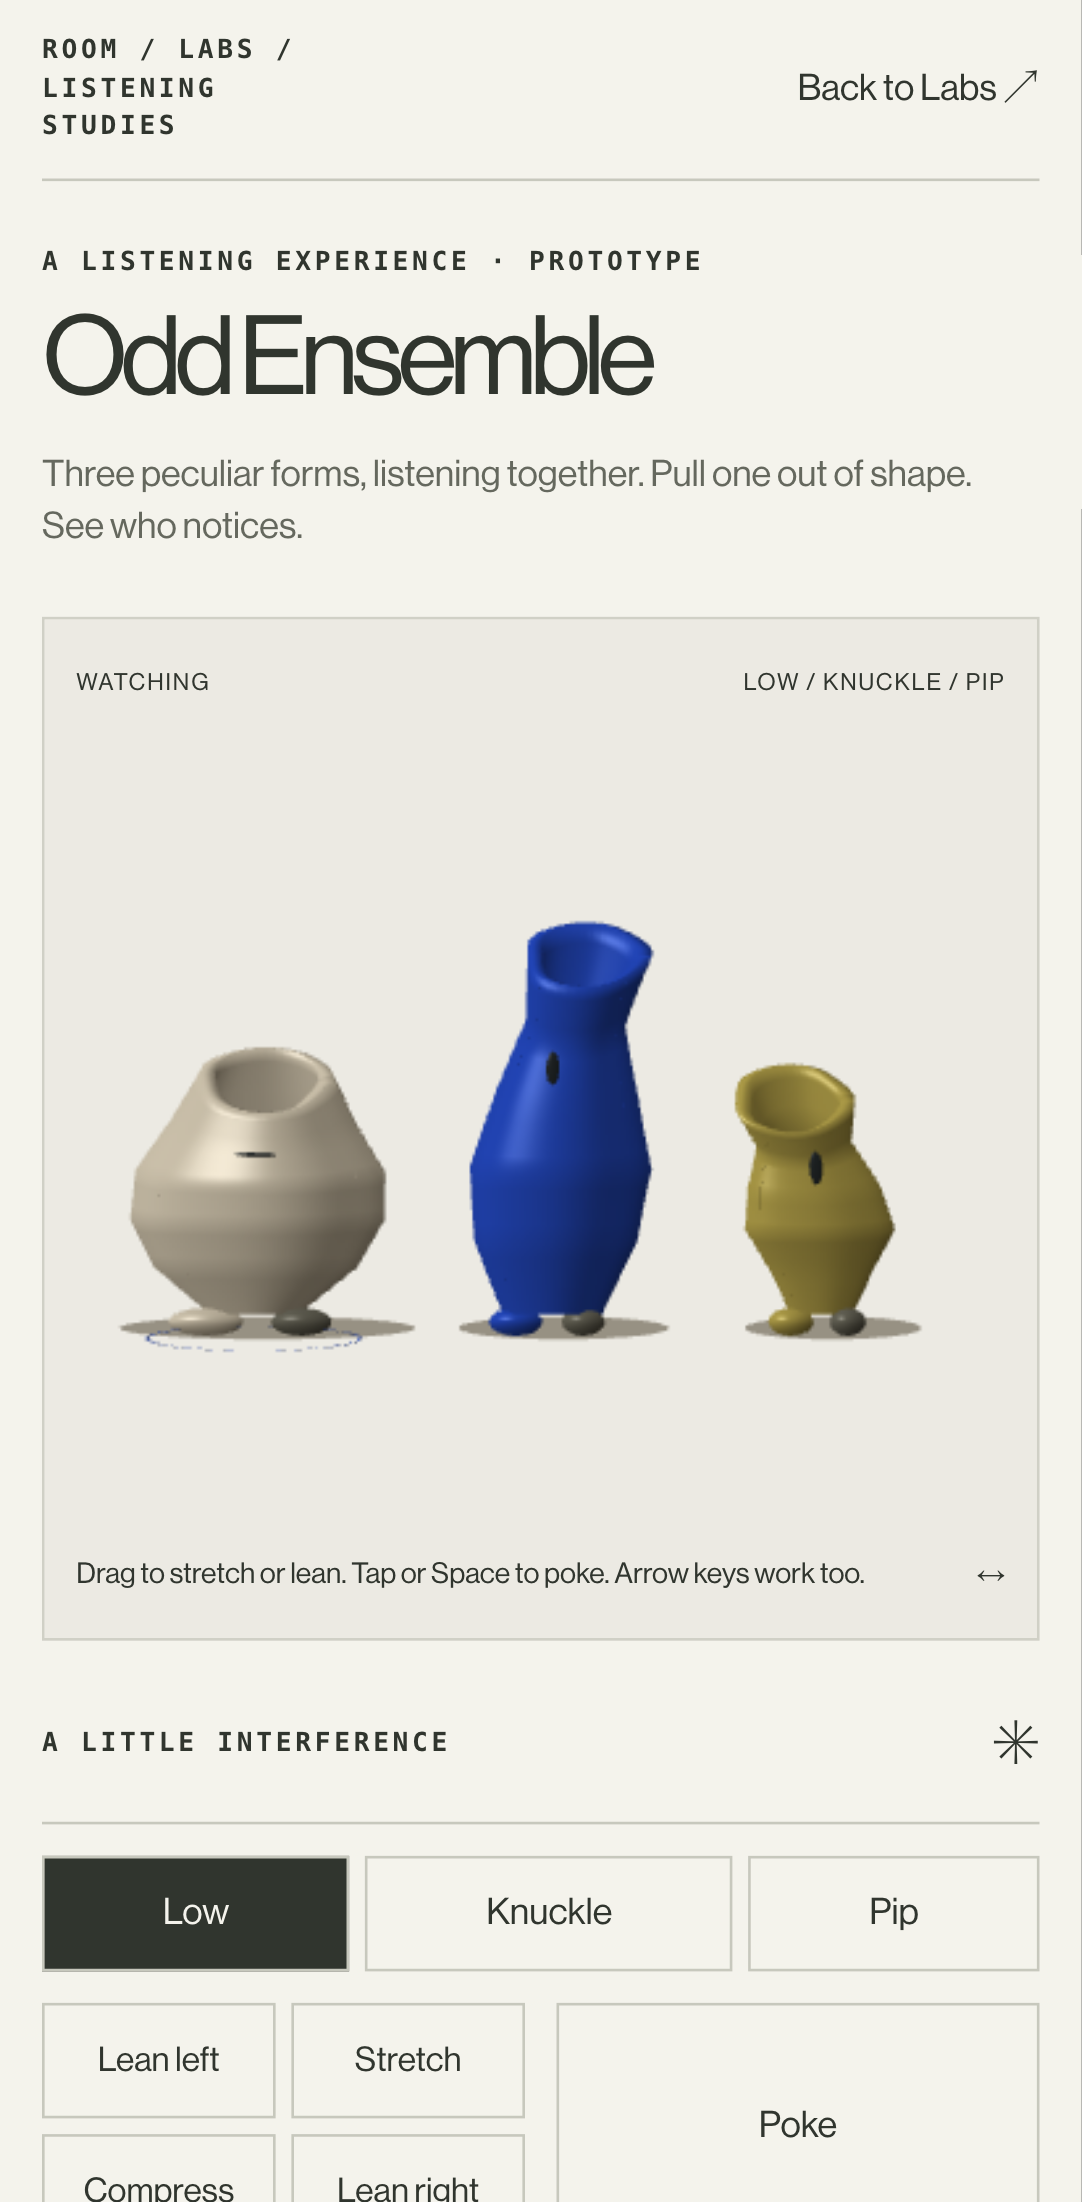 ROOM / LABS /
LISTENING
STUDIES
Back to Labs ↗
A LISTENING EXPERIENCE · PROTOTYPE
Odd Ensemble
Three peculiar forms, listening together. Pull one out of shape.
See who notices.
WATCHING
LOW / KNUCKLE / PIP
Drag to stretch or lean. Tap or Space to poke. Arrow keys work too. ↔
A LITTLE INTERFERENCE
Low
Knuckle
Pip
Lean left
Stretch
Poke
Compress
Lean right